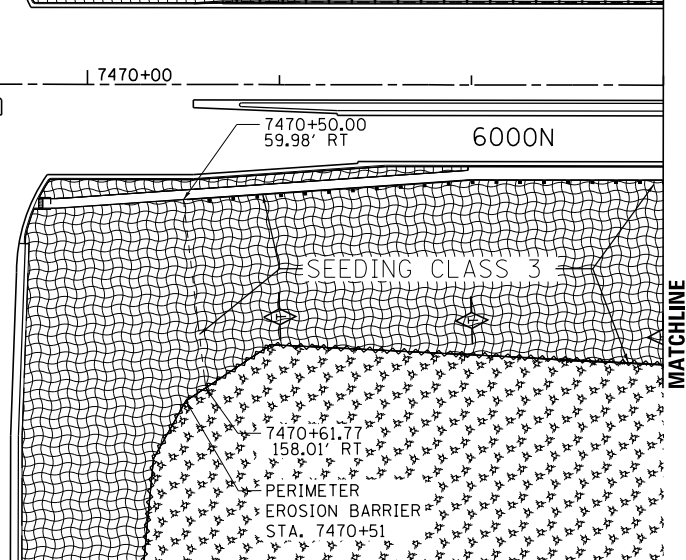 7470+00
7470+50.00
59.98' RT
6000N
SEEDING CLASS 3
MATCHLINE
7470+61.77
158.01' RT
PERIMETER
EROSION BARRIER
STA. 7470+51